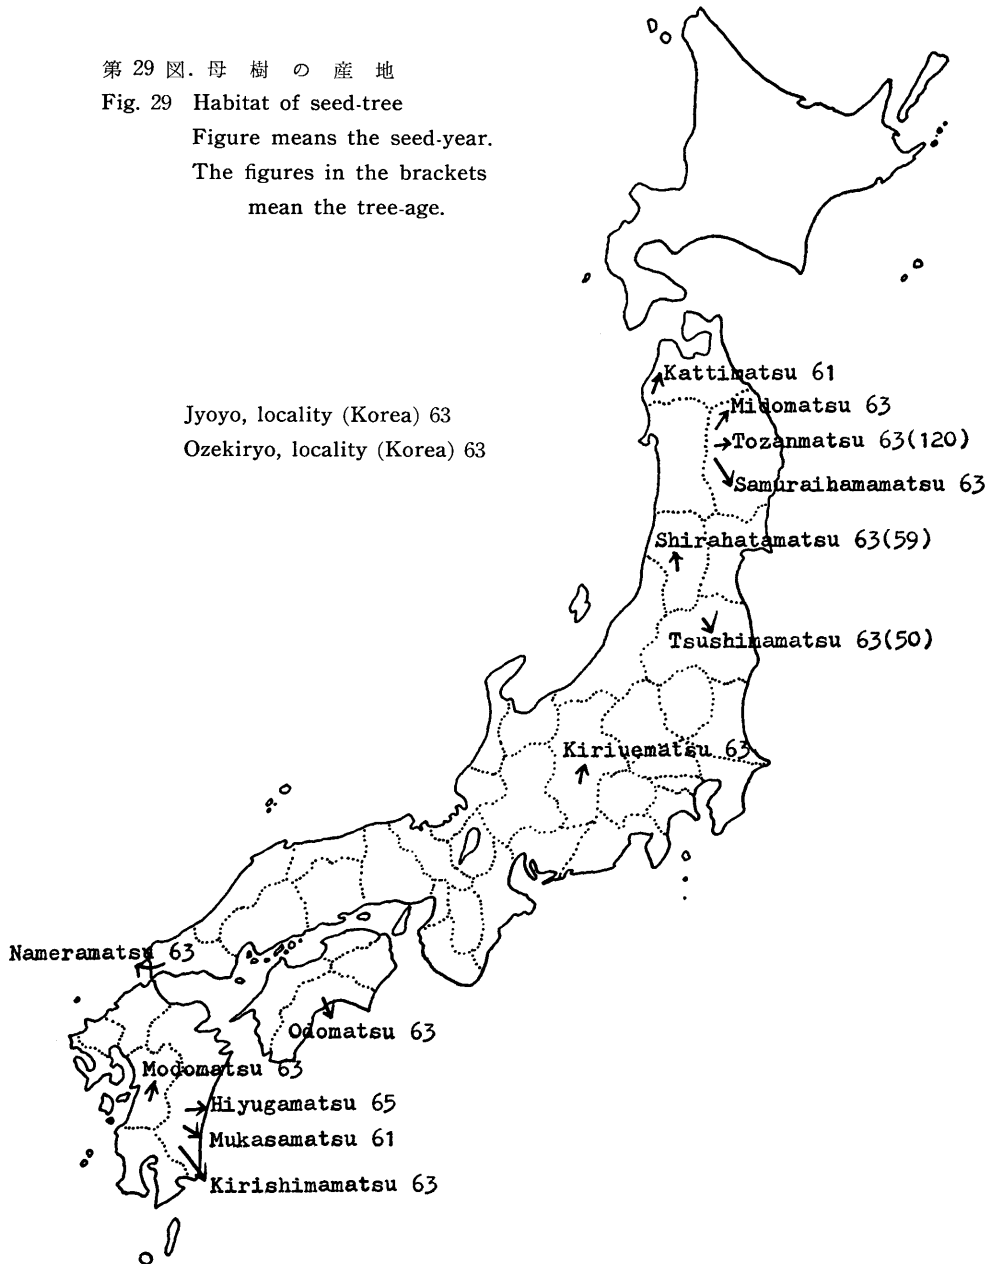 第 29 図. 母 樹 の 産 地
Fig. 29 Habitat of seed-tree
Figure means the seed-year.
The figures in the brackets
mean the tree-age.
Kattimatsu 61
Midomatsu 63
Jyoyo, locality (Korea) 63
Tozanmatsu 63(120)
Ozekiryo, locality (Korea) 63
Samuraihamamatsu 63
Shirahatamatsu 63(59)
Tsushimamatsu 63(50)
Kiriuematsu 63
Nameramatsu 63
Odomatsu 63
Modomatsu 63
Hiyugamatsu 65
Mukasamatsu 61
Kirishimamatsu 63